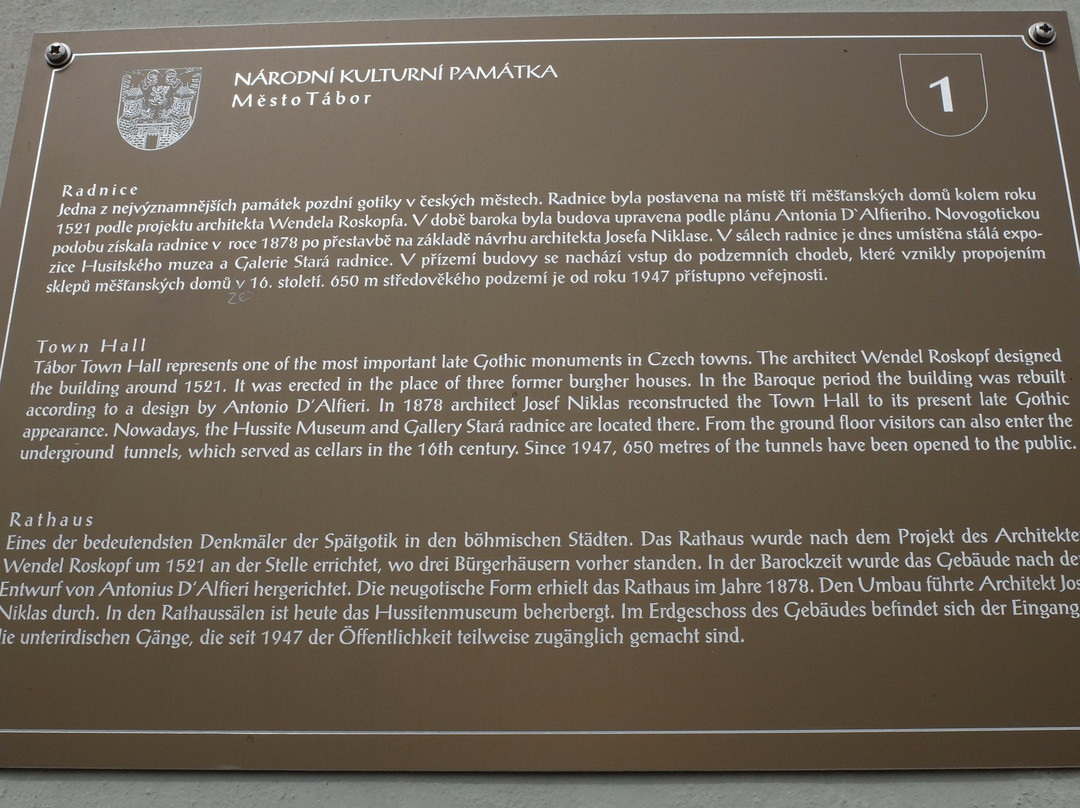 NÁRODNÍ KULTURNÍ PAMÁTKA
Město Tábor
1
Radnice
Jedna z nejvýznamnějších památek pozdní gotiky v českých městech. Radnice byla postavena na místě tří měšťanských domů kolem roku
1521 podle projektu architekta Wendela Roskopfa. V době baroka byla budova upravena podle plánu Antonia D`Alfieriho. Novogotickou
podobu získala radnice v roce 1878 po přestavbě na základě návrhu architekta Josefa Niklase. V sálech radnice je dnes umístěna stálá expo-
zice Husitského muzea a Galerie Stará radnice. V přízemí budovy se nachází vstup do podzemních chodeb, které vznikly propojením
sklepů měšťanských domů v 16. století. 650 m středověkého podzemí je od roku 1947 přístupno veřejnosti.
Town Hall
Tábor Town Hall represents one of the most important late Gothic monuments in Czech towns. The architect Wendel Roskopf designed
the building around 1521. It was erected in the place of three former burgher houses. In the Baroque period the building was rebuilt
according to a design by Antonio D'Alfieri. In 1878 architect Josef Niklas reconstructed the Town Hall to its present late Gothic
appearance. Nowadays, the Hussite Museum and Gallery Stará radnice are located there. From the ground floor visitors can also enter the
underground tunnels, which served as cellars in the 16th century. Since 1947, 650 metres of the tunnels have been opened to the public.
Rathaus
Eines der bedeutendsten Denkmäler der Spätgotik in den böhmischen Städten. Das Rathaus wurde nach dem Projekt des Architekte
Wendel Roskopf um 1521 an der Stelle errichtet, wo drei Bürgerhäusern vorher standen. In der Barockzeit wurde das Gebäude nach de
Entwurf von Antonius D'Alfieri hergerichtet. Die neugotische Form erhielt das Rathaus im Jahre 1878. Den Umbau führte Architekt Jos
Niklas durch. In den Rathaussälen ist heute das Hussitenmuseum beherbergt. Im Erdgeschoss des Gebäudes befindet sich der Eingang
die unterirdischen Gänge, die seit 1947 der Öffentlichkeit teilweise zugänglich gemacht sind.